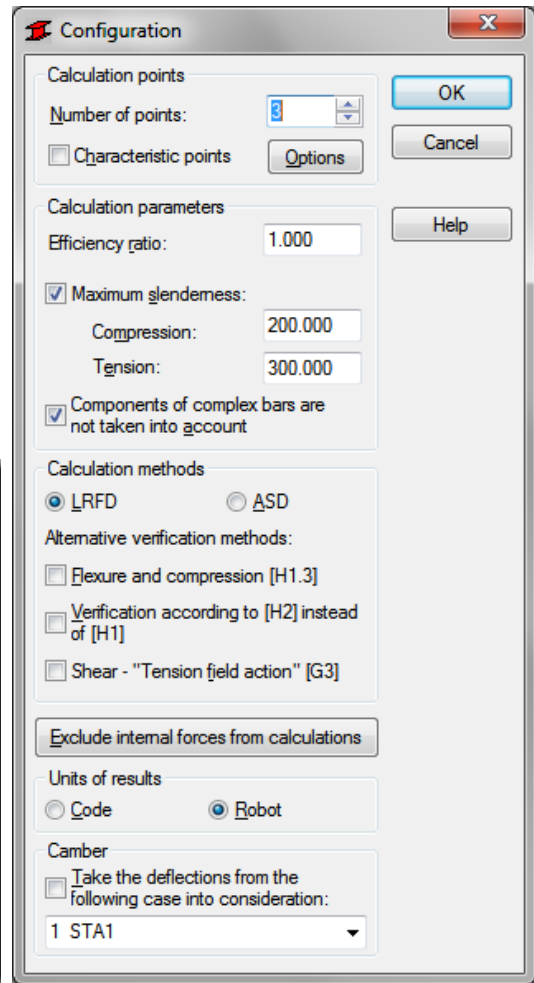 Configuration
Calculation points
Number of points:
3
Characteristic points
Options
OK
Cancel
Help
Calculation parameters
Efficiency ratio:
1.000
Maximum slenderness:
Compression:
200.000
Tension:
300.000
Components of complex bars are
not taken into account
Calculation methods
LRFD
ASD
Alternative verification methods:
Flexure and compression [H1.3]
Verification according to [H2] instead
of [H1]
Shear - "Tension field action" [G3]
Exclude internal forces from calculations
Units of results
Code
Robot
Camber
Take the deflections from the
following case into consideration:
1 STA1